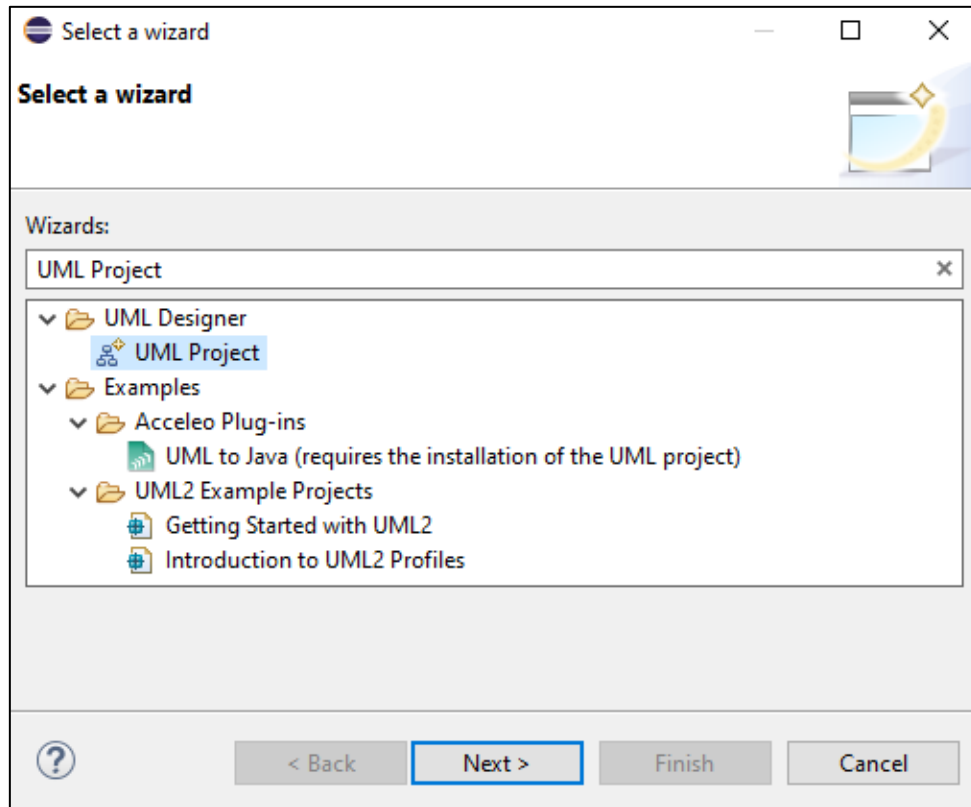 Select a wizard
Select a wizard
Wizards:
UML Project
UML Designer
UML Project
Examples
Acceleo Plug-ins
UML to Java (requires the installation of the UML project)
UML2 Example Projects
Getting Started with UML2
Introduction to UML2 Profiles
? < Back Next > Finish Cancel